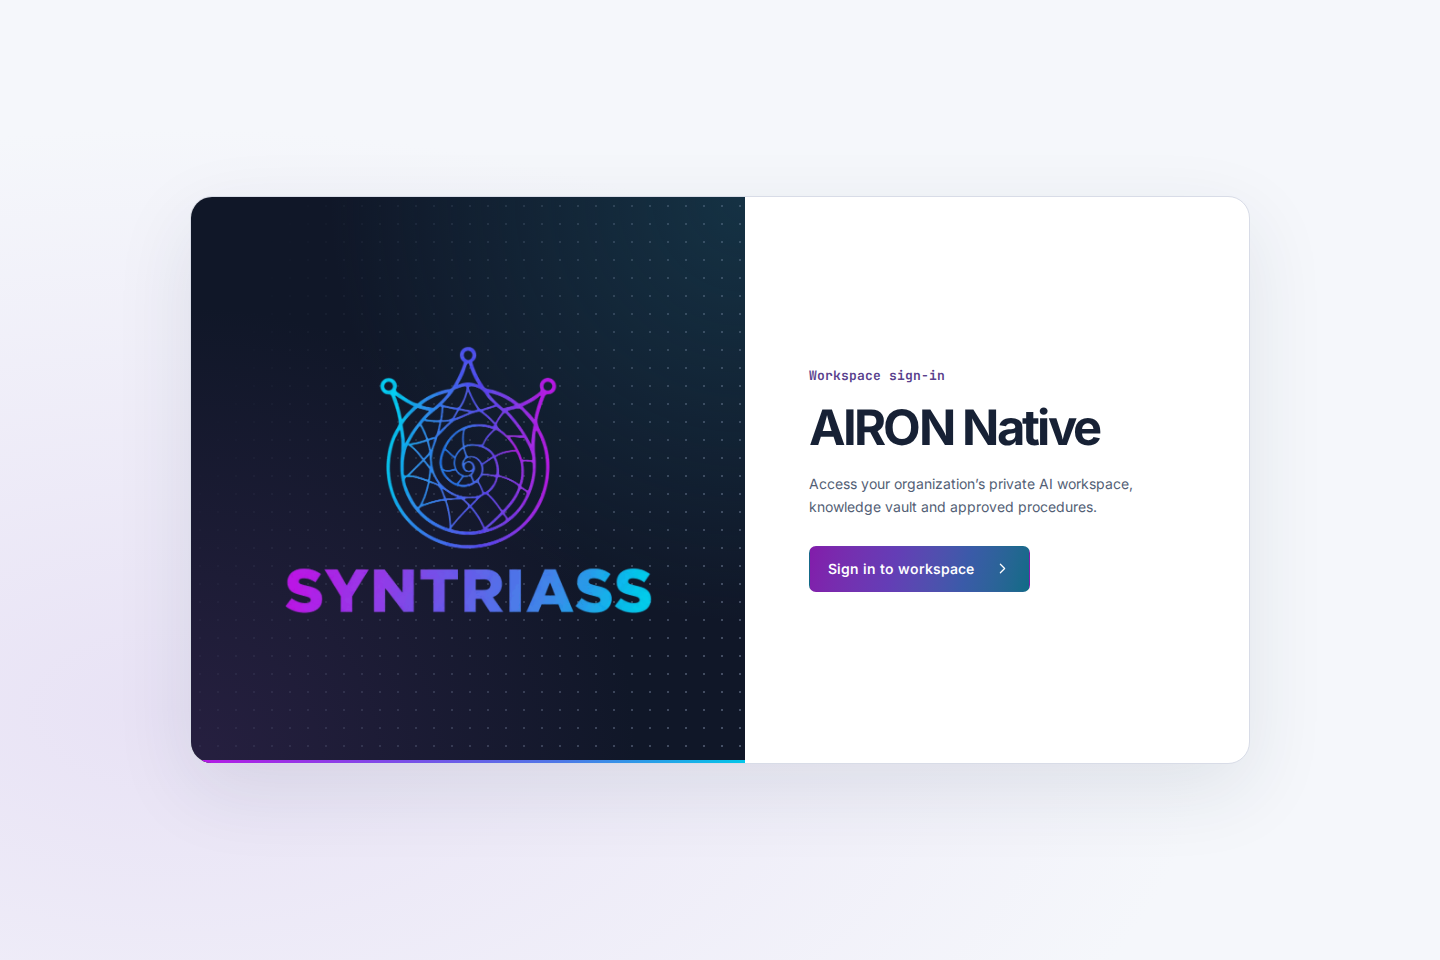 SYNTRIASS
Workspace sign-in
AIRON Native
Access your organization’s private AI workspace,
knowledge vault and approved procedures.
Sign in to workspace